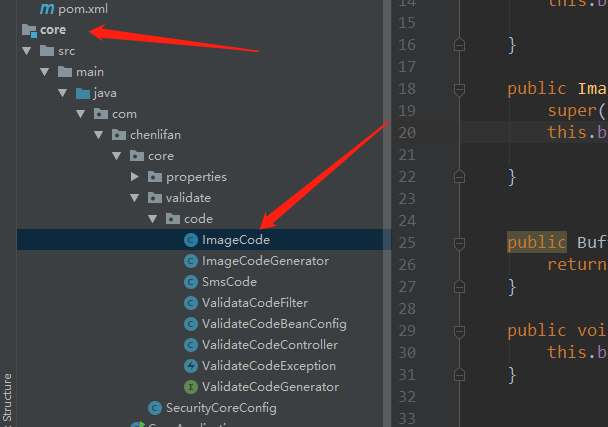 pom.xml
core
src
main
java
com
chenlifan
core
properties
validate
code
ImageCode
ImageCodeGenerator
SmsCode
ValidataCodeFilter
ValidateCodeBeanConfig
ValidateCodeController
ValidateCodeException
ValidateCodeGenerator
SecurityCoreConfig
Structure
14 this.b
15
16 }
17
18 public Ima
19 super(
20 this.b
21
22 }
23
24
25 public Buf
26 return
27 }
28
29 public voi
30 this.b
31 }
32
33